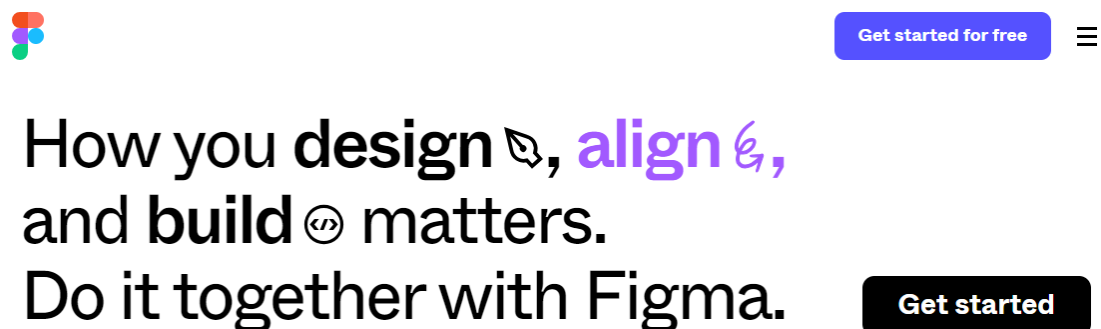 Get started for free
How you design, align,
and build matters.
Do it together with Figma.
Get started